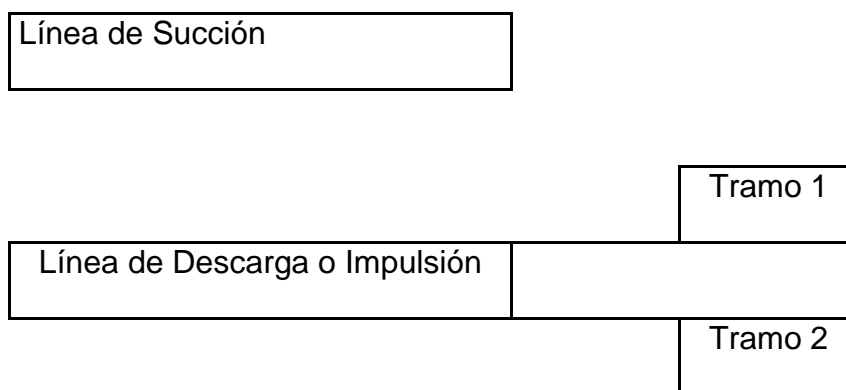 Línea de Succión
Tramo 1
Línea de Descarga o Impulsión
Tramo 2